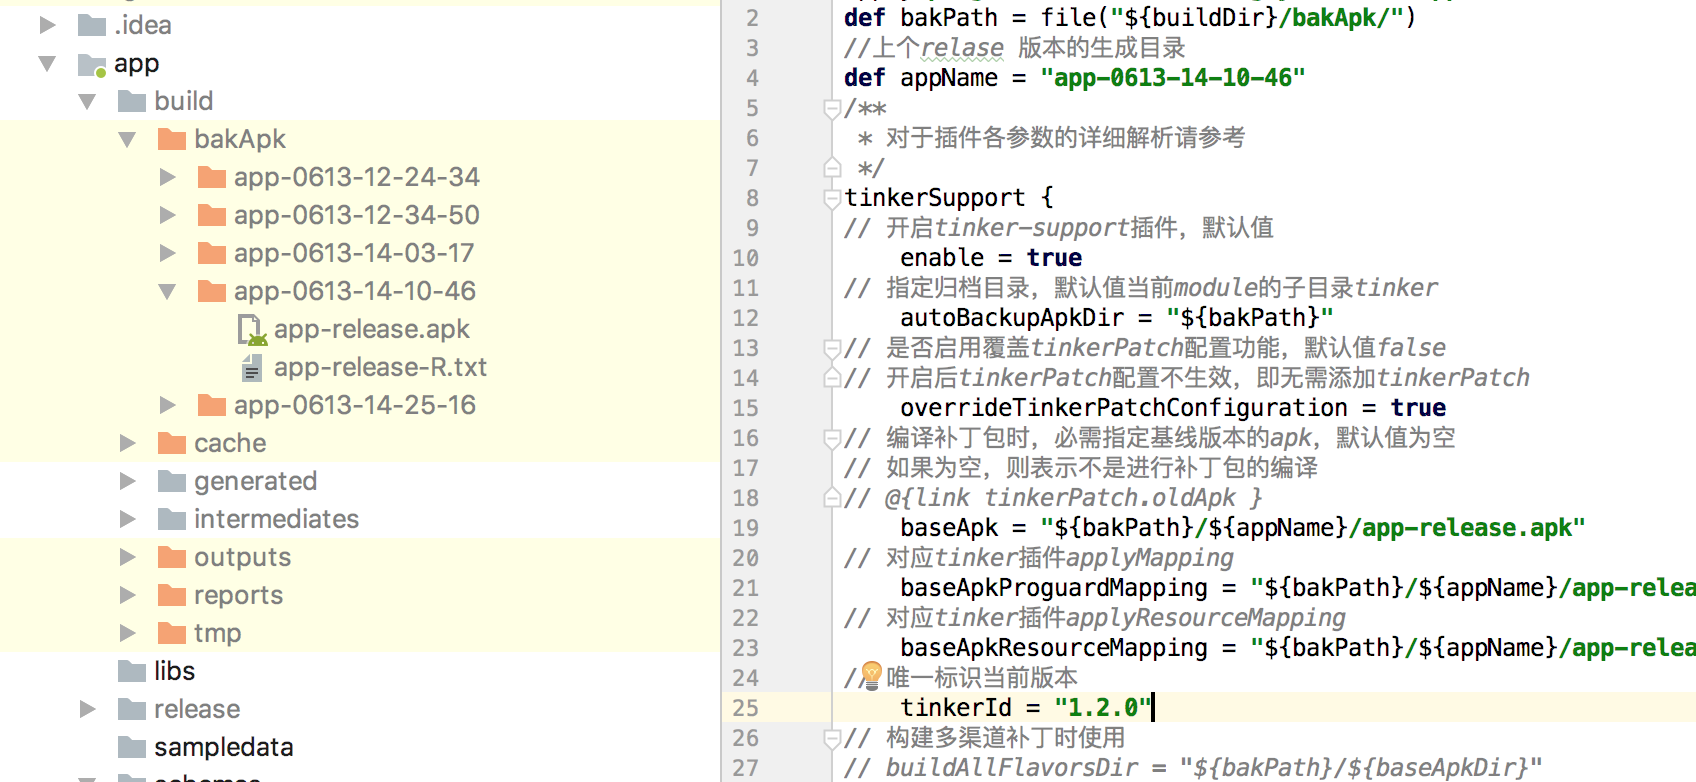 .idea
app
build
bakApk
app-0613-12-24-34
app-0613-12-34-50
app-0613-14-03-17
app-0613-14-10-46
app-release.apk
app-release-R.txt
app-0613-14-25-16
cache
generated
intermediates
outputs
reports
tmp
libs
release
sampledata
schemas
2 def bakPath = file("${buildDir}/bakApk/")
3 //上个relase 版本的生成目录
4 def appName = "app-0613-14-10-46"
5 /**
6 * 对于插件各参数的详细解析请参考
7 */
8 tinkerSupport {
9 // 开启tinker-support插件，默认值
10 enable = true
11 // 指定归档目录，默认值当前module的子目录tinker
12 autoBackupApkDir = "${bakPath}"
13 // 是否启用覆盖tinkerPatch配置功能，默认值false
14 // 开启后tinkerPatch配置不生效，即无需添加tinkerPatch
15 overrideTinkerPatchConfiguration = true
16 // 编译补丁包时，必需指定基线版本的apk，默认值为空
17 // 如果为空，则表示不是进行补丁包的编译
18 // @{link tinkerPatch.oldApk }
19 baseApk = "${bakPath}/${appName}/app-release.apk"
20 // 对应tinker插件applyMapping
21 baseApkProguardMapping = "${bakPath}/${appName}/app-relea
22 // 对应tinker插件applyResourceMapping
23 baseApkResourceMapping = "${bakPath}/${appName}/app-relea
24 // 唯一标识当前版本
25 tinkerId = "1.2.0"
26 // 构建多渠道补丁时使用
27 // buildAllFlavorsDir = "${bakPath}/${baseApkDir}"